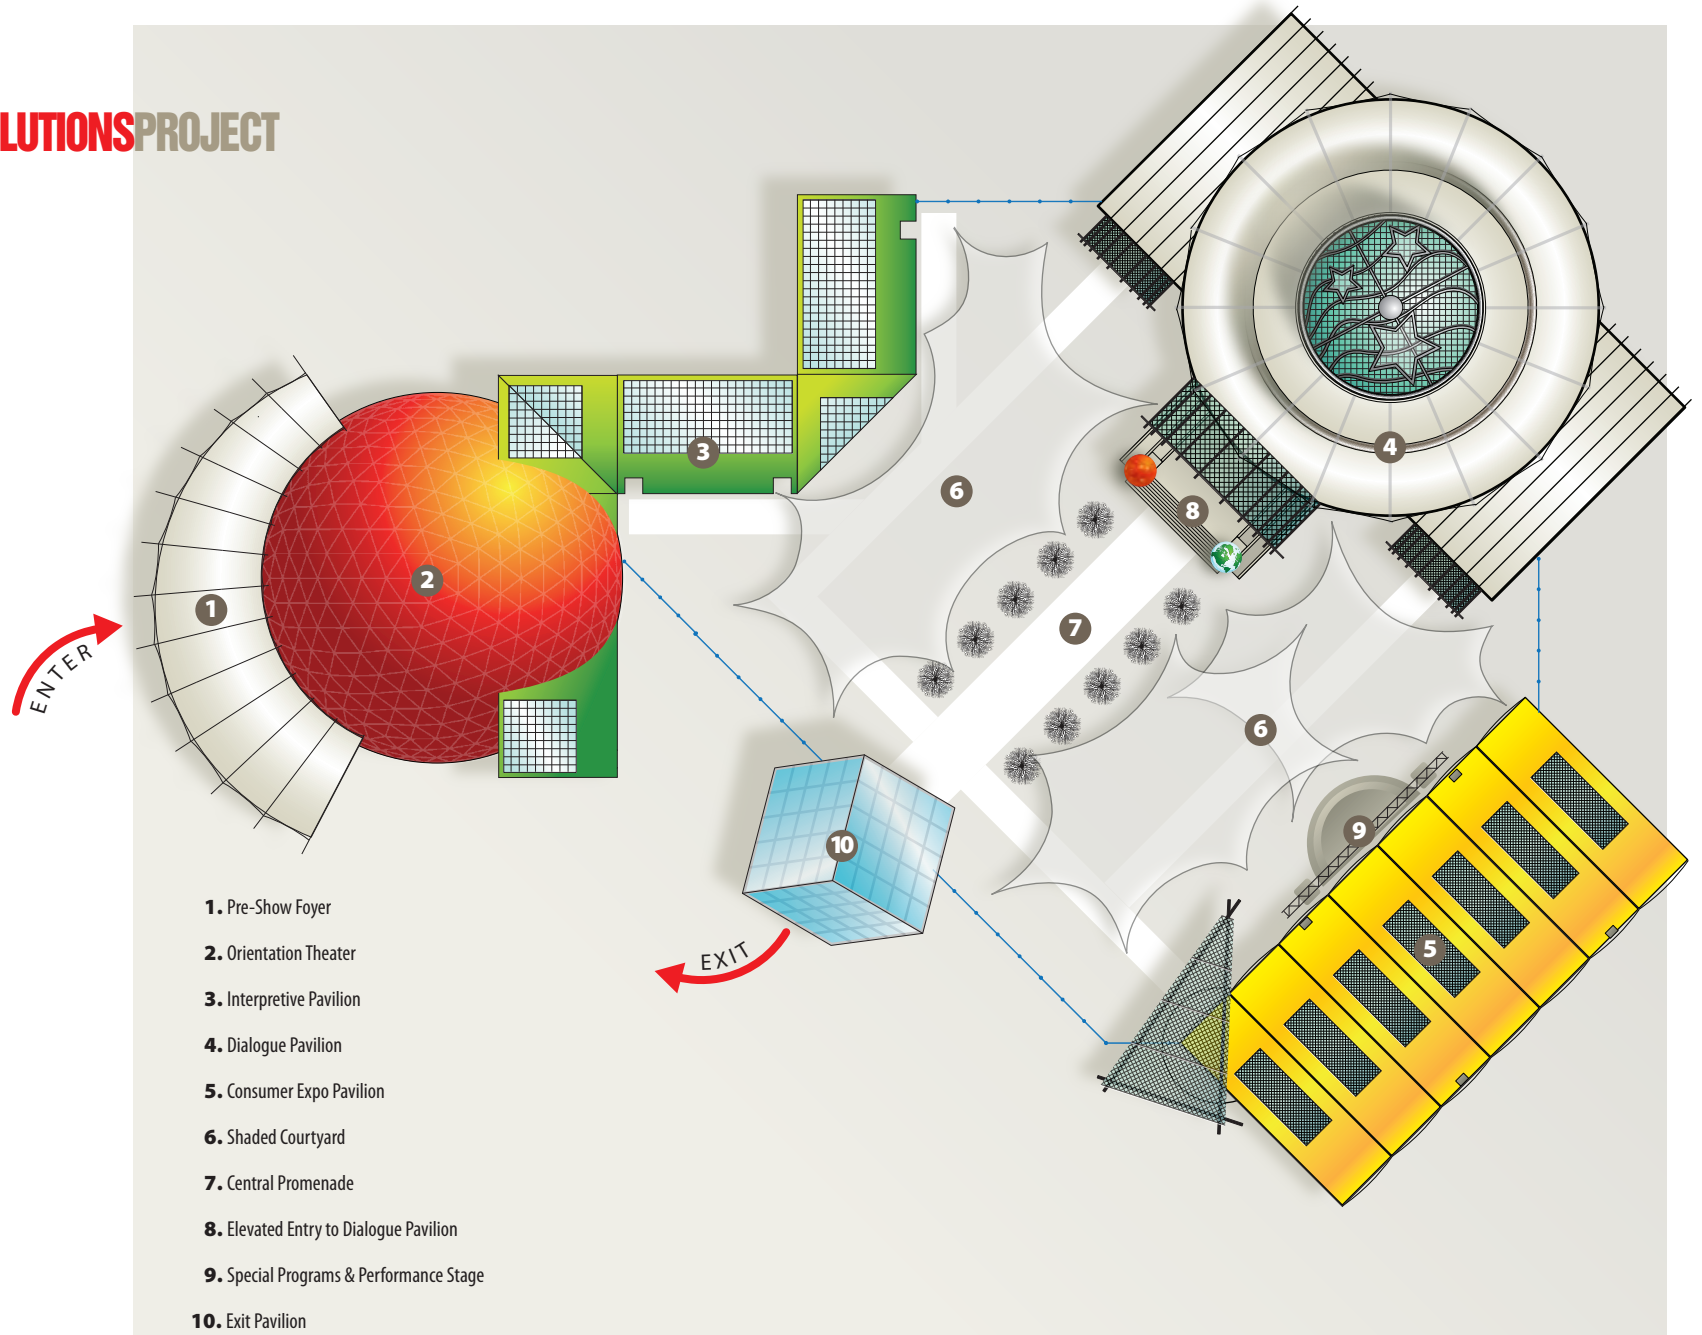 LUTIONSPROJECT
ENTER
1
2
3
4
5
6
6
7
8
9
10
EXIT
1. Pre-Show Foyer
2. Orientation Theater
3. Interpretive Pavilion
4. Dialogue Pavilion
5. Consumer Expo Pavilion
6. Shaded Courtyard
7. Central Promenade
8. Elevated Entry to Dialogue Pavilion
9. Special Programs & Performance Stage
10. Exit Pavilion